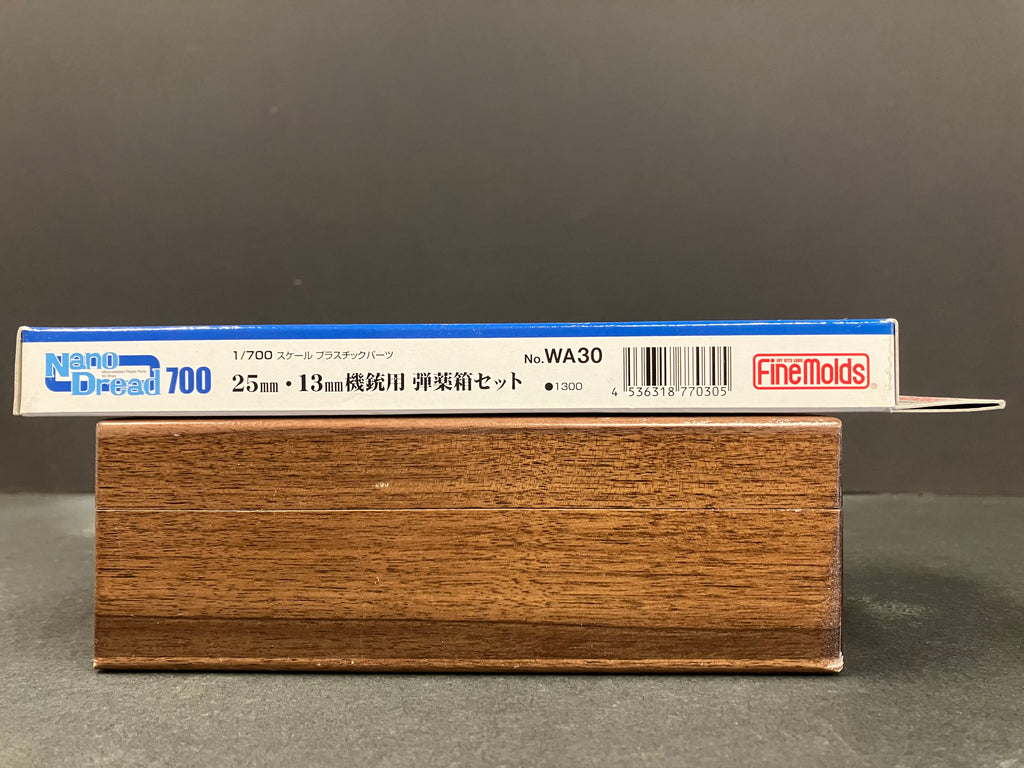 Nano
Dread 700
1/700 スケール プラスチックパーツ
25mm・13mm機銃用 弾薬箱セット
No.WA30
●1300
4 536318 770305
FineMolds®